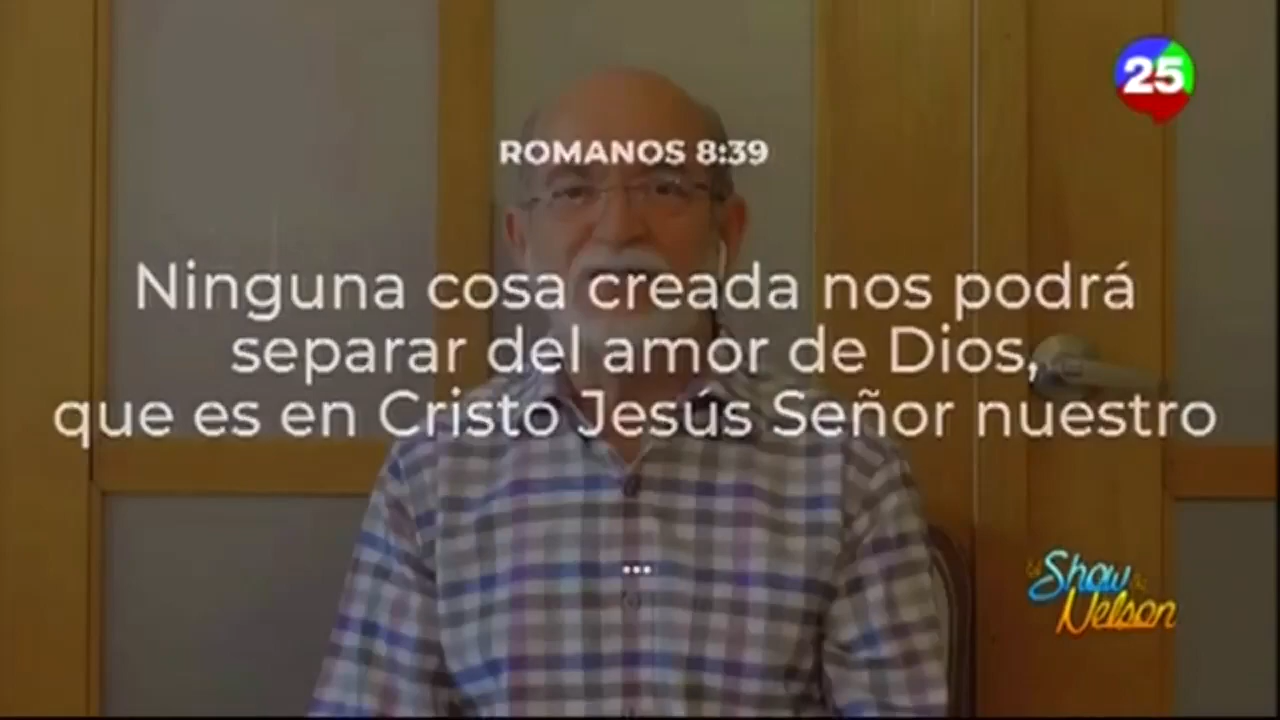 25
ROMANOS 8:39
Ninguna cosa creada nos podrá
separar del amor de Dios,
que es en Cristo Jesús Señor nuestro
...
El Show de
Nelson